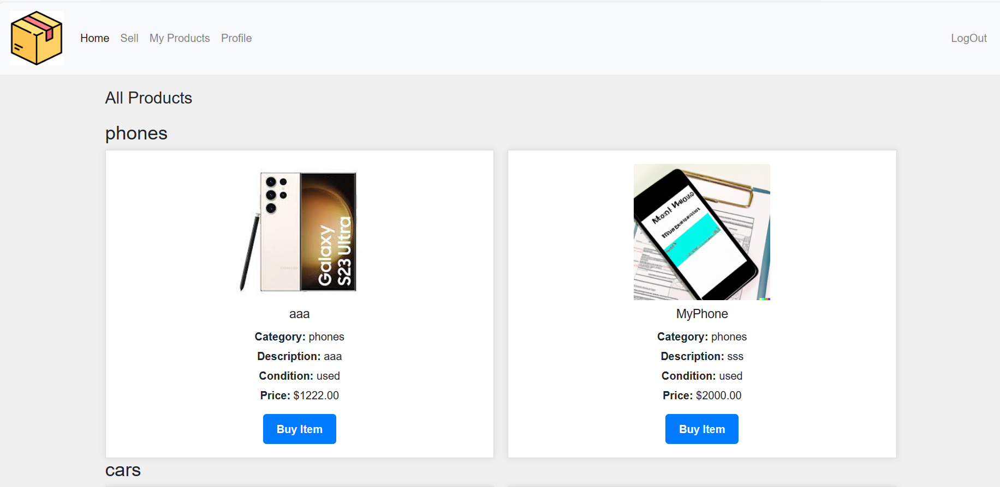 Home Sell My Products Profile LogOut
All Products
phones
Galaxy
S23 Ultra
aaa
Category: phones
Description: aaa
Condition: used
Price: $1222.00
Buy Item
MyPhone
Category: phones
Description: sss
Condition: used
Price: $2000.00
Buy Item
cars